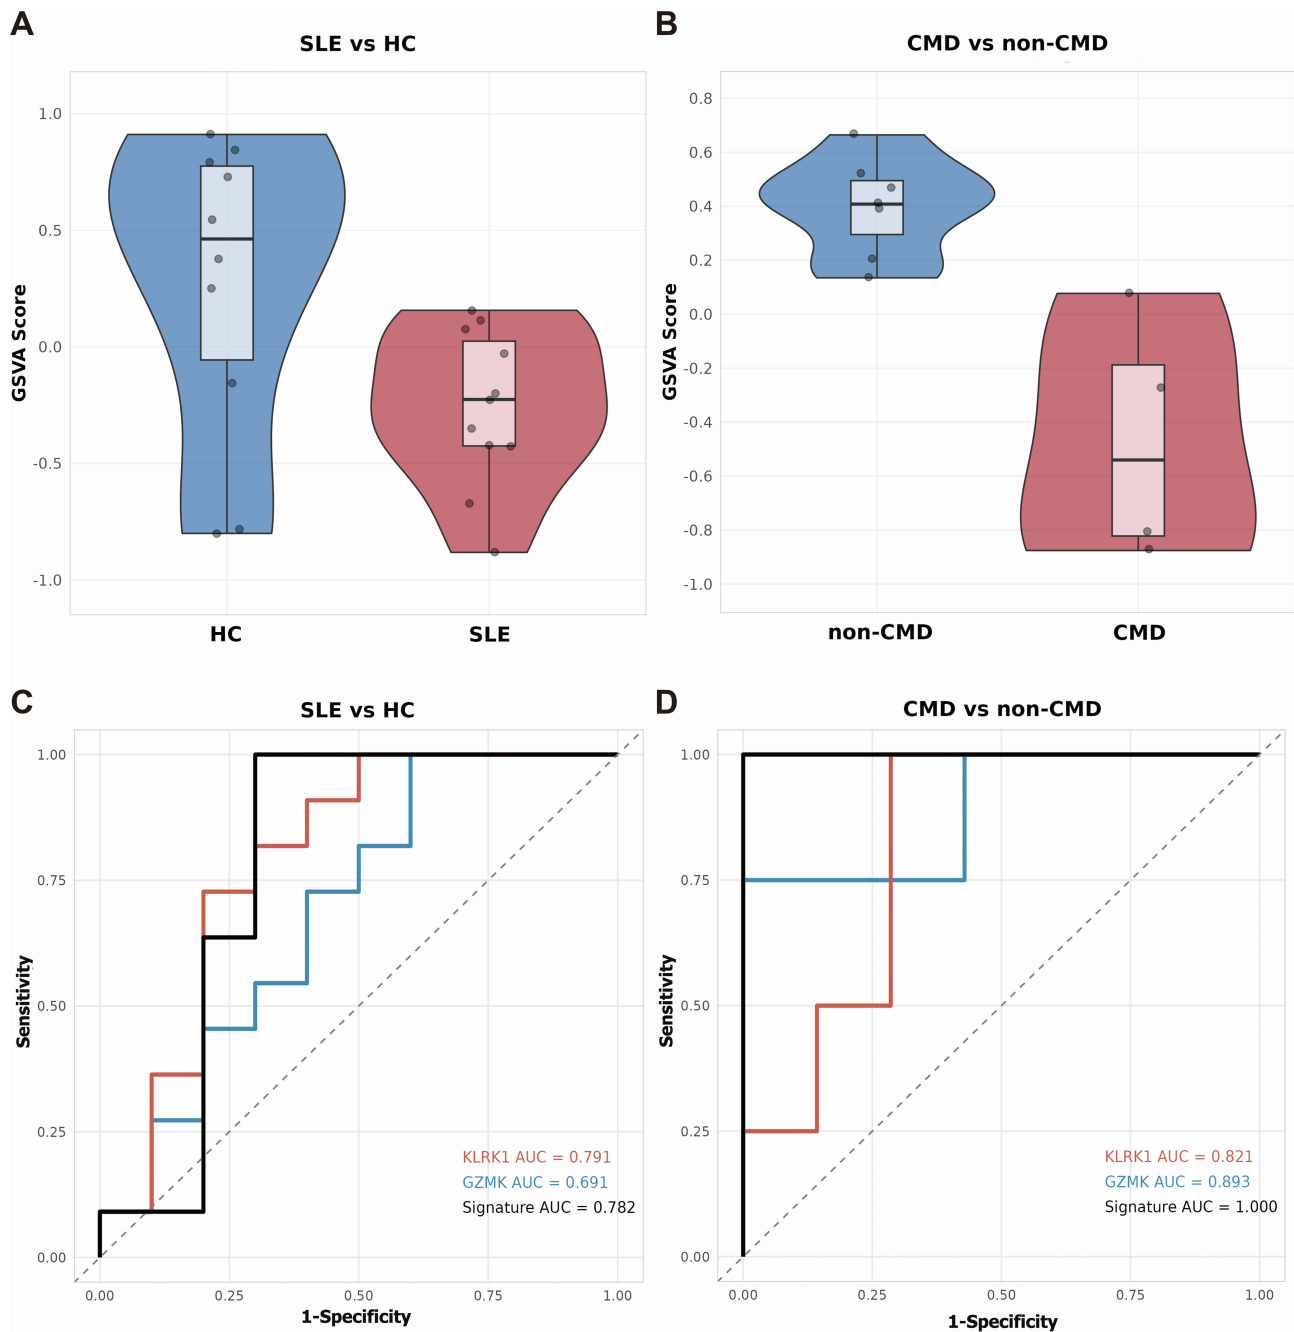 A
SLE vs HC
GSVA Score
1.0
0.5
0.0
-0.5
-1.0
HC
SLE
B
CMD vs non-CMD
GSVA Score
0.8
0.6
0.4
0.2
0.0
-0.2
-0.4
-0.6
-0.8
-1.0
non-CMD
CMD
C
SLE vs HC
Sensitivity
1.00
0.75
0.50
0.25
0.00
KLRK1 AUC = 0.791
GZMK AUC = 0.691
Signature AUC = 0.782
0.00 0.25 0.50 0.75 1.00
1-Specificity
D
CMD vs non-CMD
Sensitivity
1.00
0.75
0.50
0.25
0.00
KLRK1 AUC = 0.821
GZMK AUC = 0.893
Signature AUC = 1.000
0.00 0.25 0.50 0.75 1.00
1-Specificity